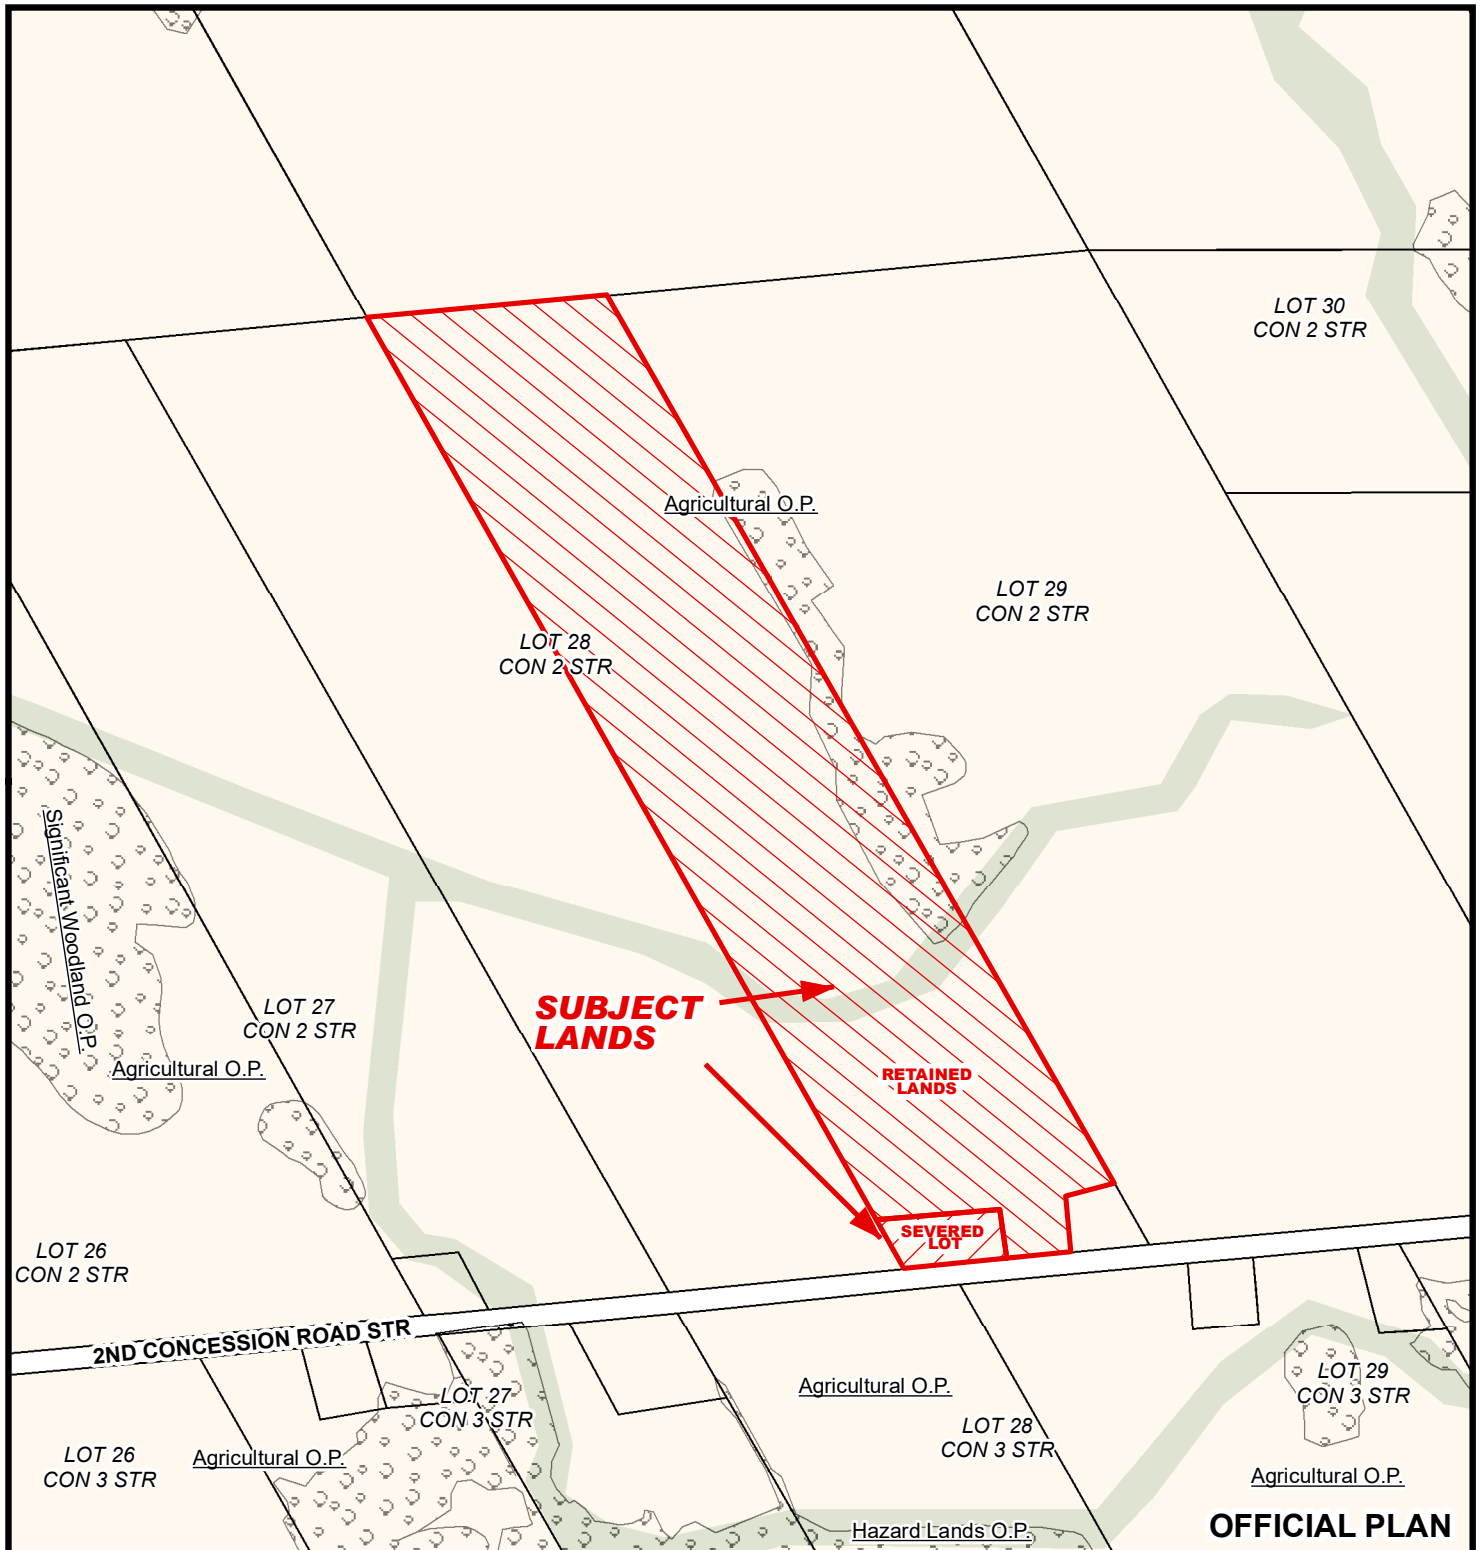 LOT 30
CON 2 STR
Agricultural O.P.
LOT 29
CON 2 STR
LOT 28
CON 2 STR
Significant Woodland O.P.
SUBJECT
LANDS
LOT 27
CON 2 STR
Agricultural O.P.
RETAINED
LANDS
SEVERED
LOT
LOT 26
CON 2 STR
2ND CONCESSION ROAD STR
LOT 27
CON 3 STR
Agricultural O.P.
LOT 29
CON 3 STR
LOT 28
CON 3 STR
LOT 26
CON 3 STR
Agricultural O.P.
Agricultural O.P.
Hazard Lands O.P.
OFFICIAL PLAN